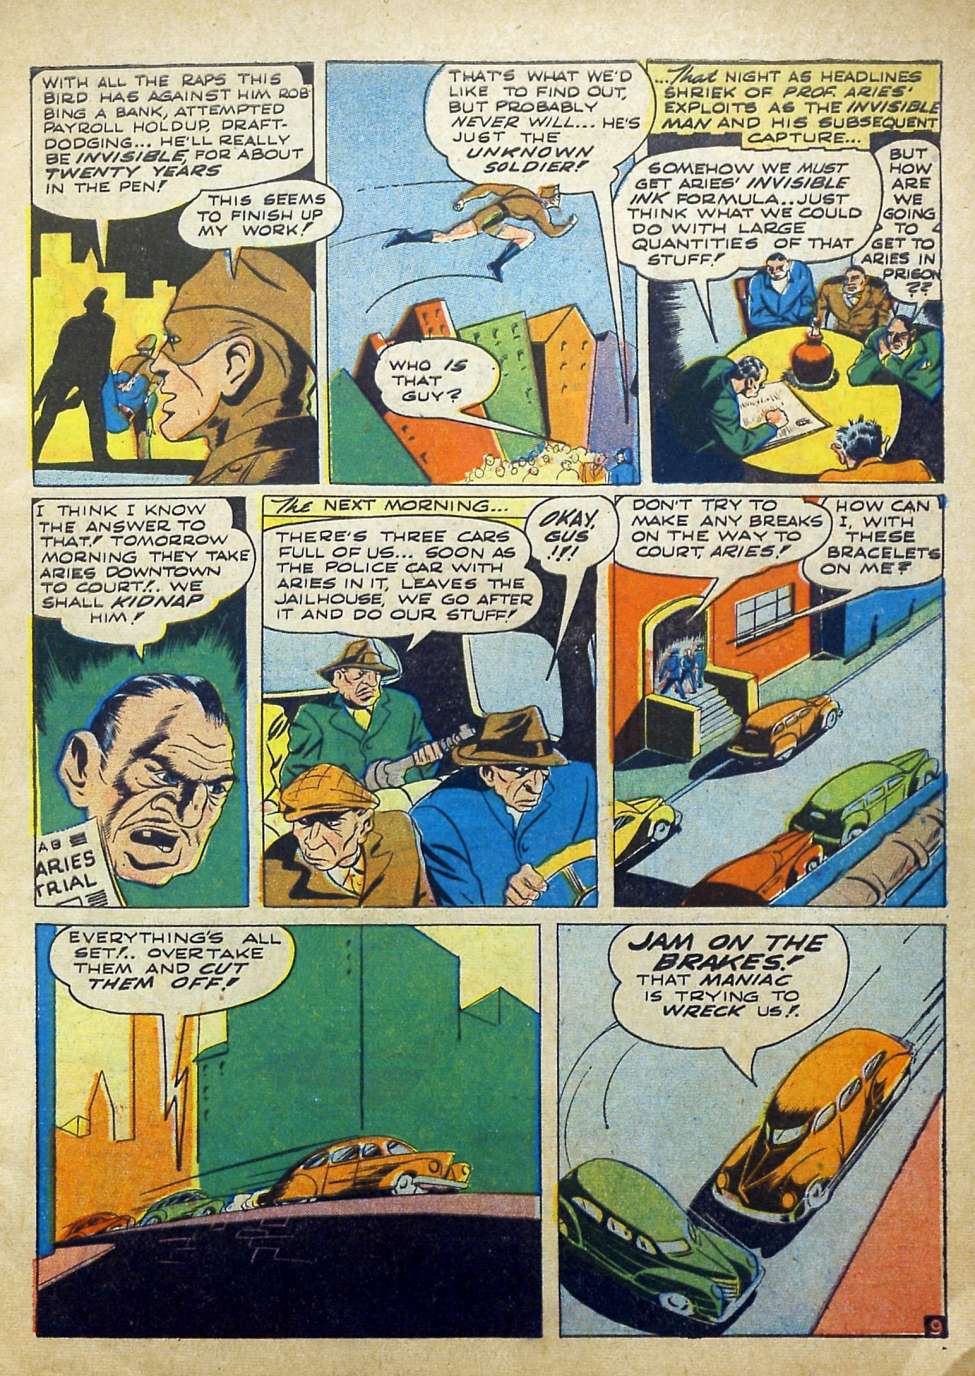 WITH ALL THE RAPS THIS
BIRD HAS AGAINST HIM ROB-
BING A BANK, ATTEMPTED
PAYROLL HOLDUP, DRAFT-
DODGING... HE'LL REALLY
BE INVISIBLE, FOR ABOUT
TWENTY YEARS
IN THE PEN!
THIS SEEMS
TO FINISH UP
MY WORK!
THAT'S WHAT WE'D
LIKE TO FIND OUT,
BUT PROBABLY
NEVER WILL... HE'S
JUST THE
UNKNOWN
SOLDIER!
WHO IS
THAT
GUY?
...That NIGHT AS HEADLINES
SHRIEK OF PROF. ARIES'
EXPLOITS AS THE INVISIBLE
MAN AND HIS SUBSEQUENT
CAPTURE...
SOMEHOW WE MUST
GET ARIES' INVISIBLE
INK FORMULA..JUST
THINK WHAT WE COULD
DO WITH LARGE
QUANTITIES OF THAT
STUFF!
BUT
HOW
ARE
WE
GOING
TO
GET TO
ARIES IN
PRISON
??
I THINK I KNOW
THE ANSWER TO
THAT! TOMORROW
MORNING THEY TAKE
ARIES DOWNTOWN
TO COURT!.. WE
SHALL KIDNAP
HIM!
ARIES
TRIAL
The NEXT MORNING...
THERE'S THREE CARS
FULL OF US... SOON AS
THE POLICE CAR WITH
ARIES IN IT, LEAVES THE
JAILHOUSE, WE GO AFTER
IT AND DO OUR STUFF!
OKAY,
GUS
!!!
DON'T TRY TO
MAKE ANY BREAKS
ON THE WAY TO
COURT, ARIES!
HOW CAN
I, WITH
THESE
BRACELETS
ON ME?
EVERYTHING'S ALL
SET!.. OVERTAKE
THEM AND CUT
THEM OFF!
JAM ON THE
BRAKES!
THAT MANIAC
IS TRYING TO
WRECK US!.
9